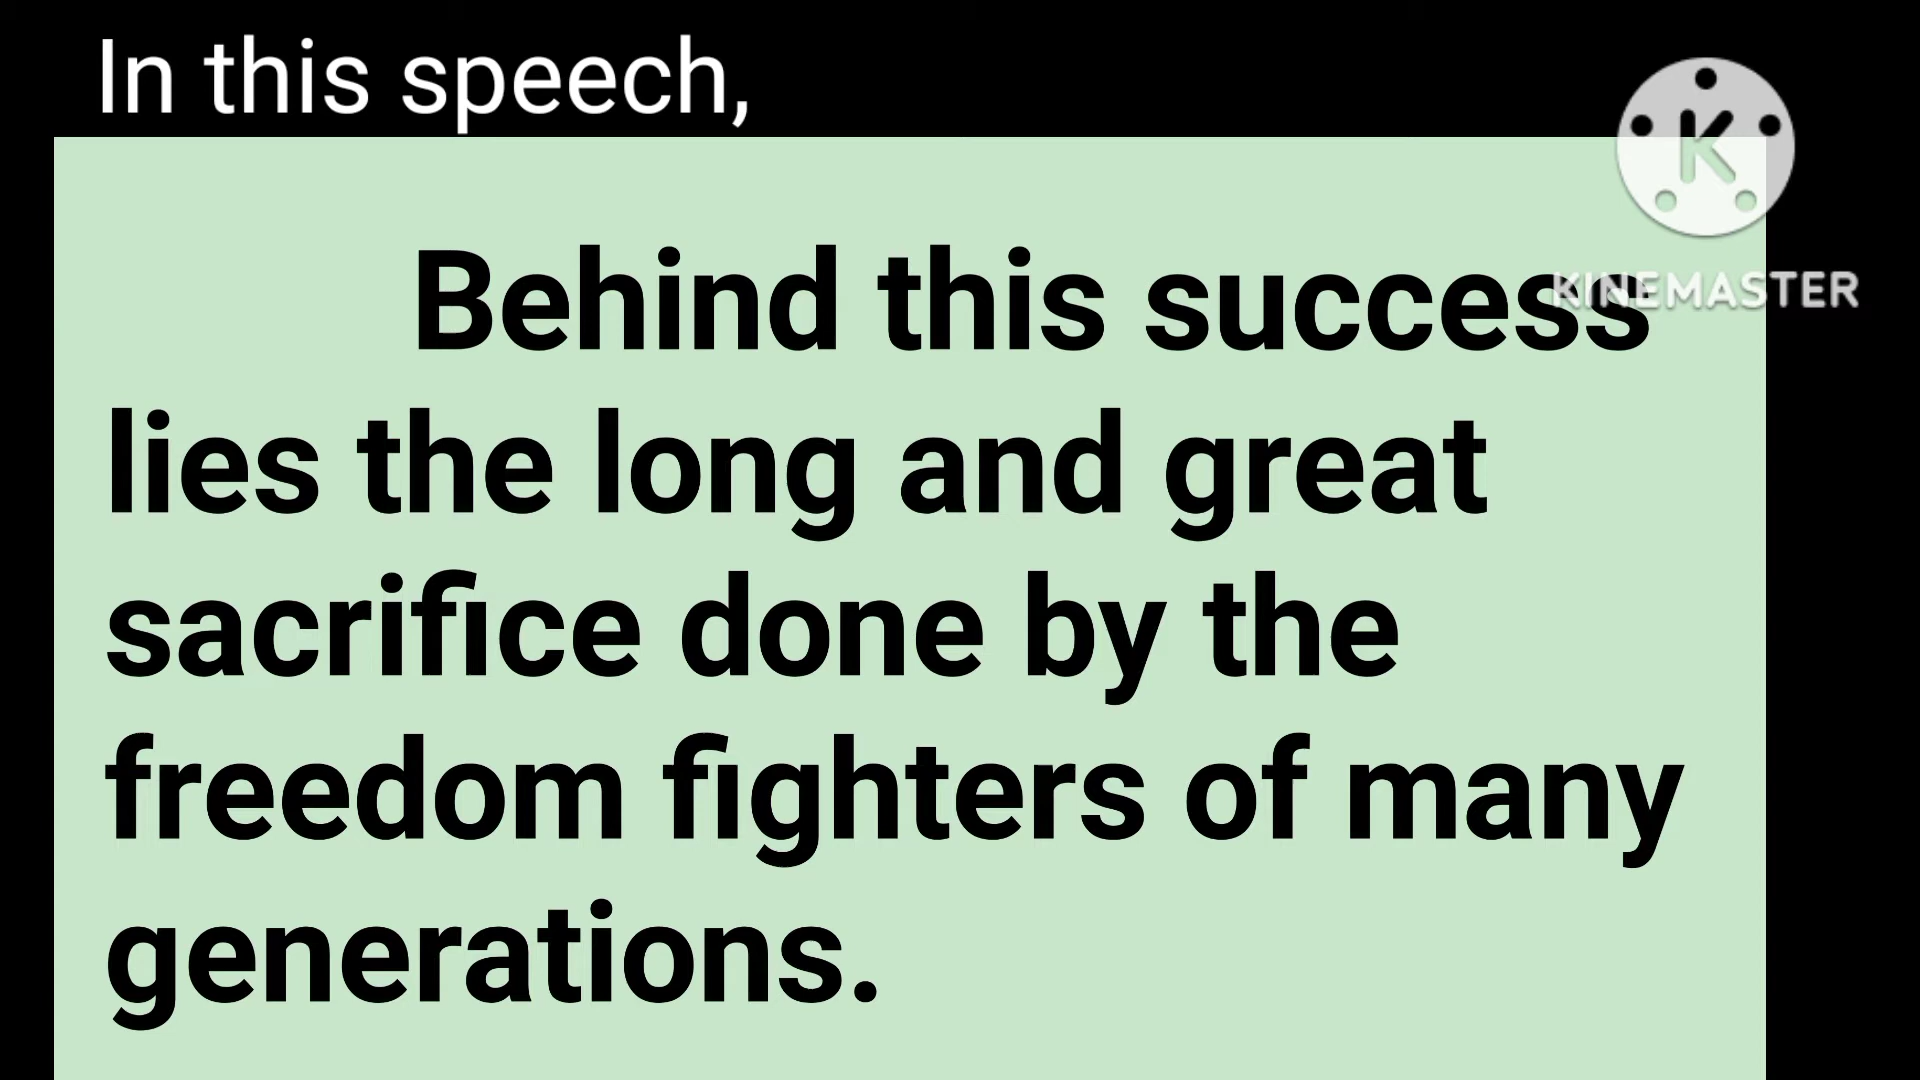 In this speech,
K
KINEMASTER
Behind this success
lies the long and great
sacrifice done by the
freedom fighters of many
generations.